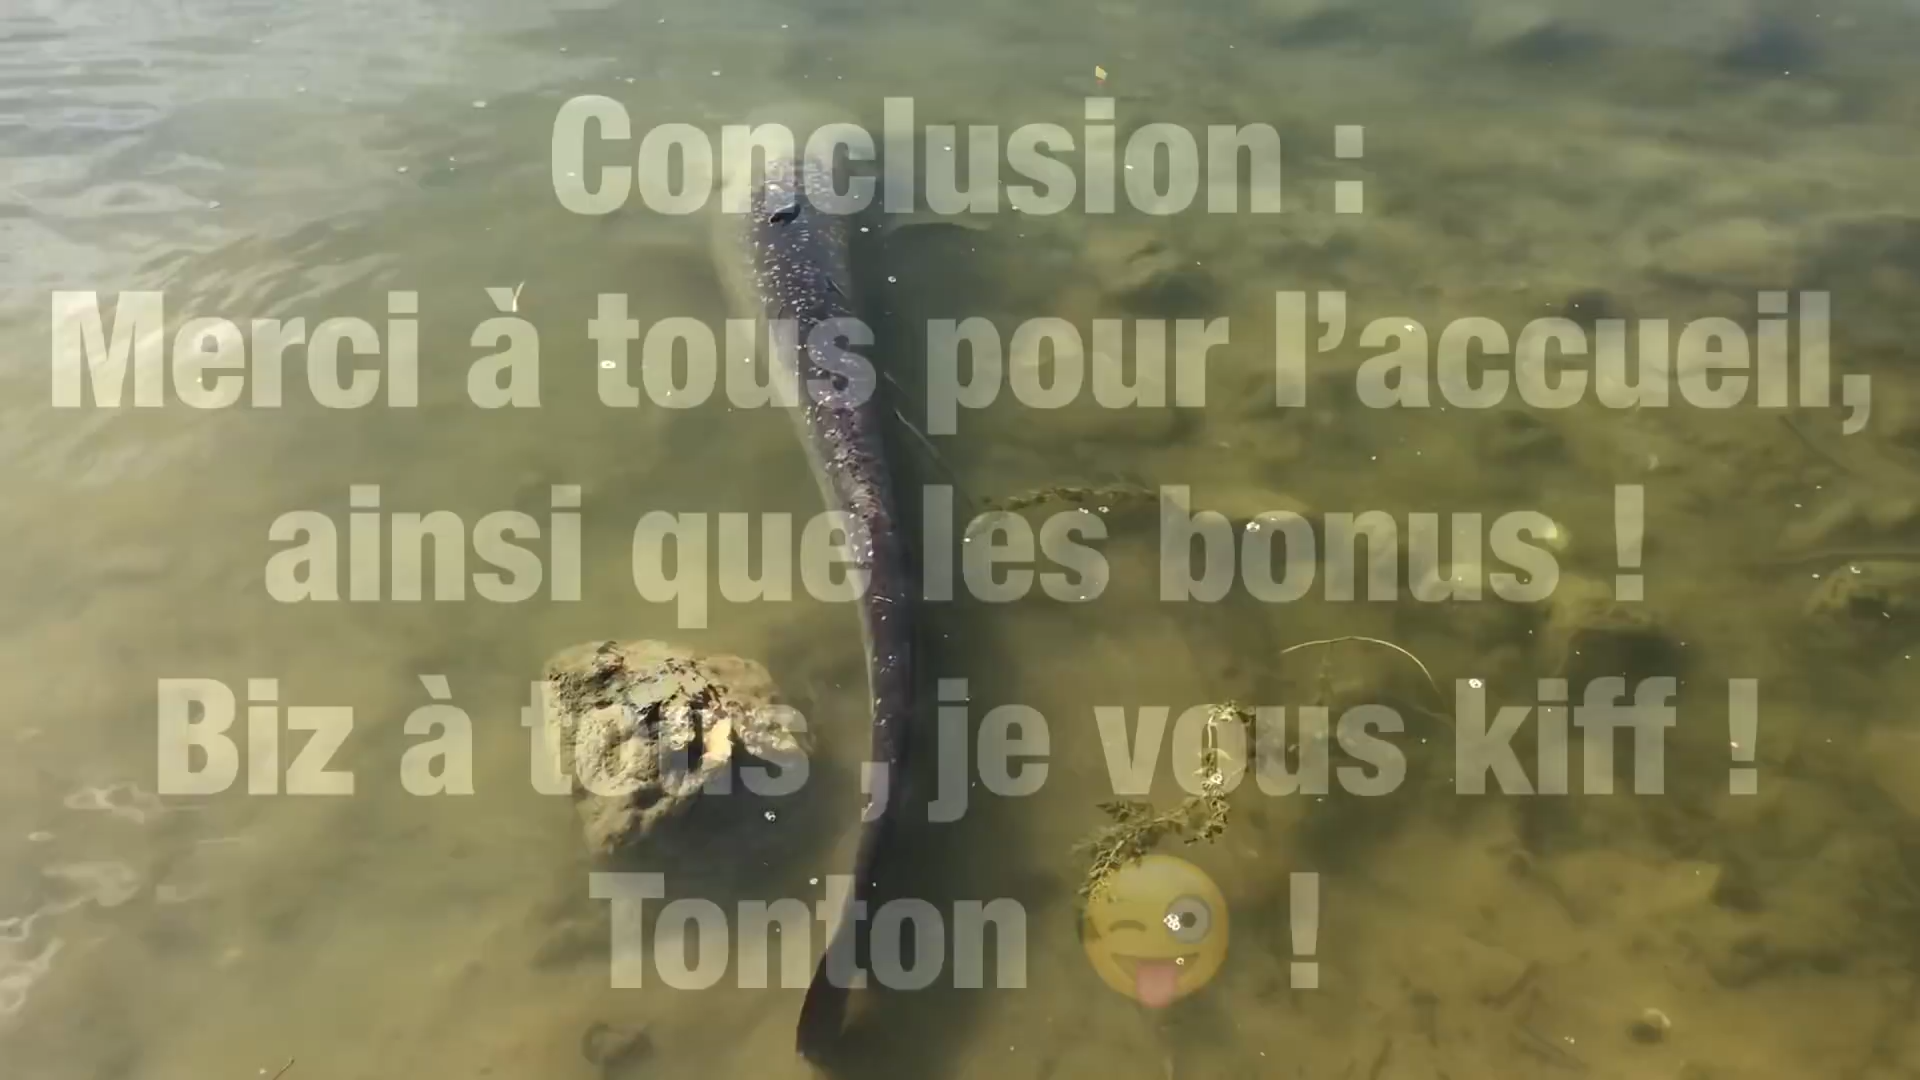 Conclusion :
Merci à tous pour l’accueil,
ainsi que les bonus !
Biz à tous , je vous kiff !
Tonton 😜 !